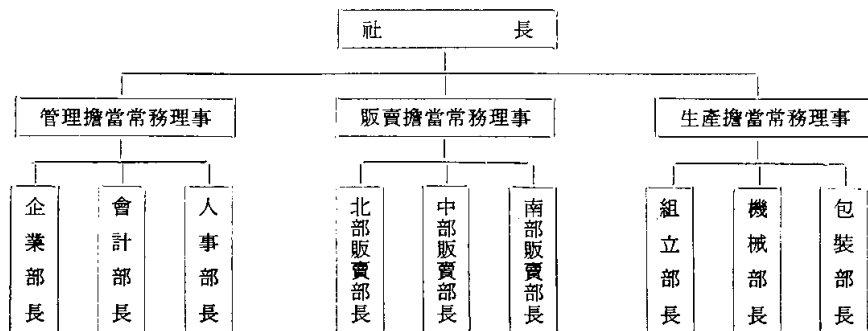 社長
管理擔當常務理事
販賣擔當常務理事
生產擔當常務理事
企業部長
會計部長
人事部長
北部販賣部長
中部販賣部長
南部販賣部長
組立部長
機械部長
包裝部長